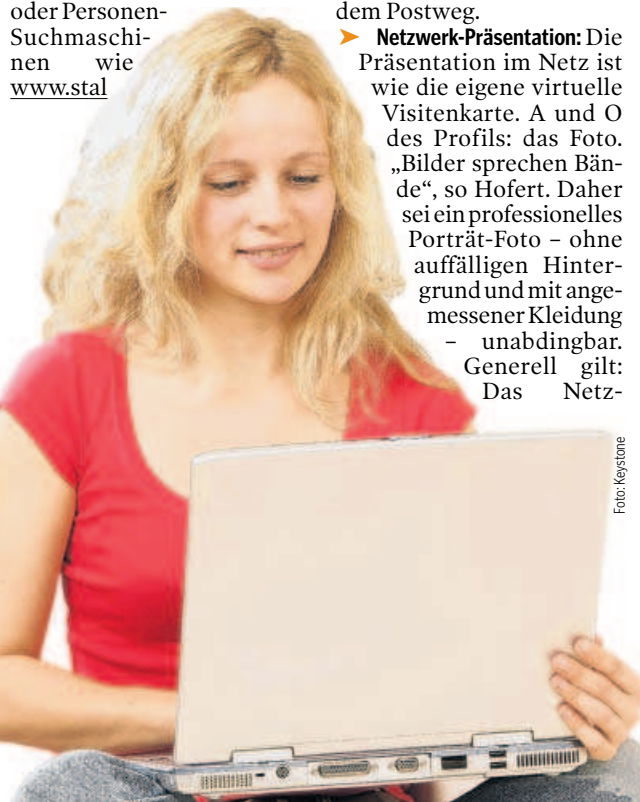 oder Personen-
Suchmaschi-
nen wie
www.stal
dem Postweg.
➤ Netzwerk-Präsentation: Die
Präsentation im Netz ist
wie die eigene virtuelle
Visitenkarte. A und O
des Profils: das Foto.
„Bilder sprechen Bän-
de“, so Hofert. Daher
sei ein professionelles
Porträt-Foto – ohne
auffälligen Hinter-
grund und mit ange-
messener Kleidung
– unabdingbar.
Generell gilt:
Das Netz-
Foto: Keystone